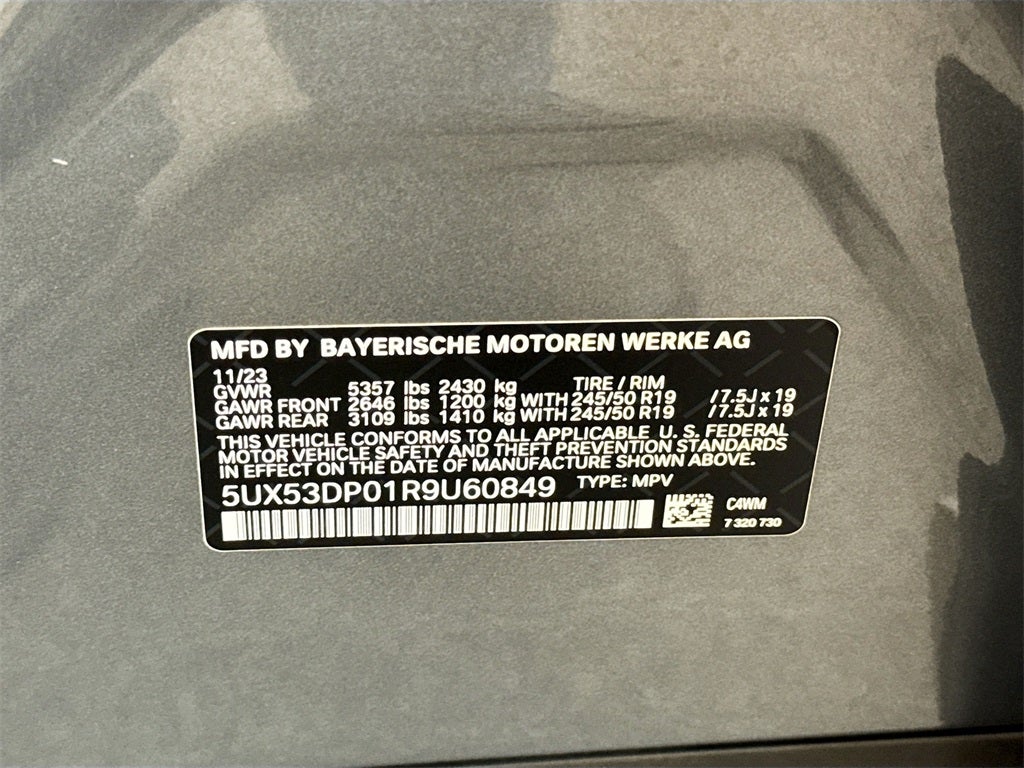 MFD BY BAYERISCHE MOTOREN WERKE AG
11/23 TIRE / RIM
GVWR 5357 lbs 2430 kg
GAWR FRONT 2646 lbs 1200 kg WITH 245/50 R19 /7.5J x 19
GAWR REAR 3109 lbs 1410 kg WITH 245/50 R19 /7.5J x 19
THIS VEHICLE CONFORMS TO ALL APPLICABLE U. S. FEDERAL
MOTOR VEHICLE SAFETY AND THEFT PREVENTION STANDARDS
IN EFFECT ON THE DATE OF MANUFACTURE SHOWN ABOVE.
5UX53DP01R9U60849 TYPE: MPV
C4WM
7 320 730